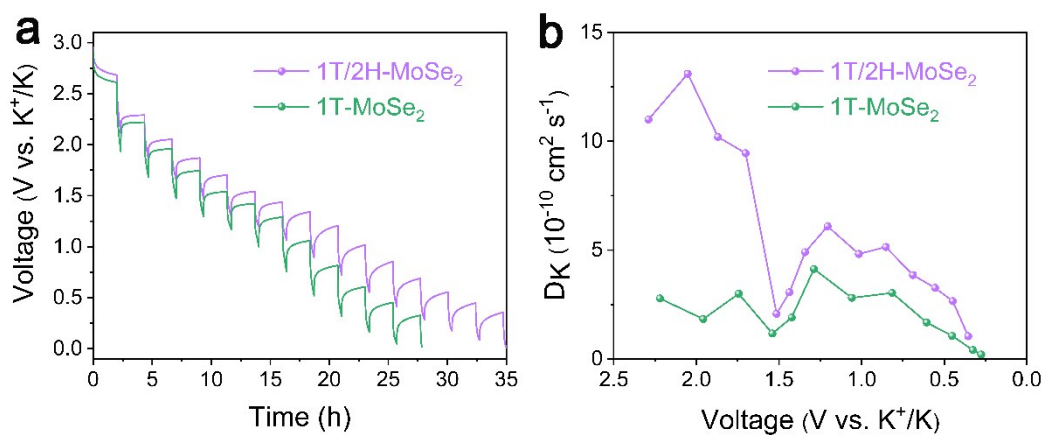 a
3.0
2.5
2.0
1.5
1.0
0.5
0.0
Voltage (V vs. K⁺/K)
1T/2H-MoSe₂
1T-MoSe₂
0 5 10 15 20 25 30 35
Time (h)
b
15
10
5
0
D_K (10⁻¹⁰ cm² s⁻¹)
1T/2H-MoSe₂
1T-MoSe₂
2.5 2.0 1.5 1.0 0.5 0.0
Voltage (V vs. K⁺/K)